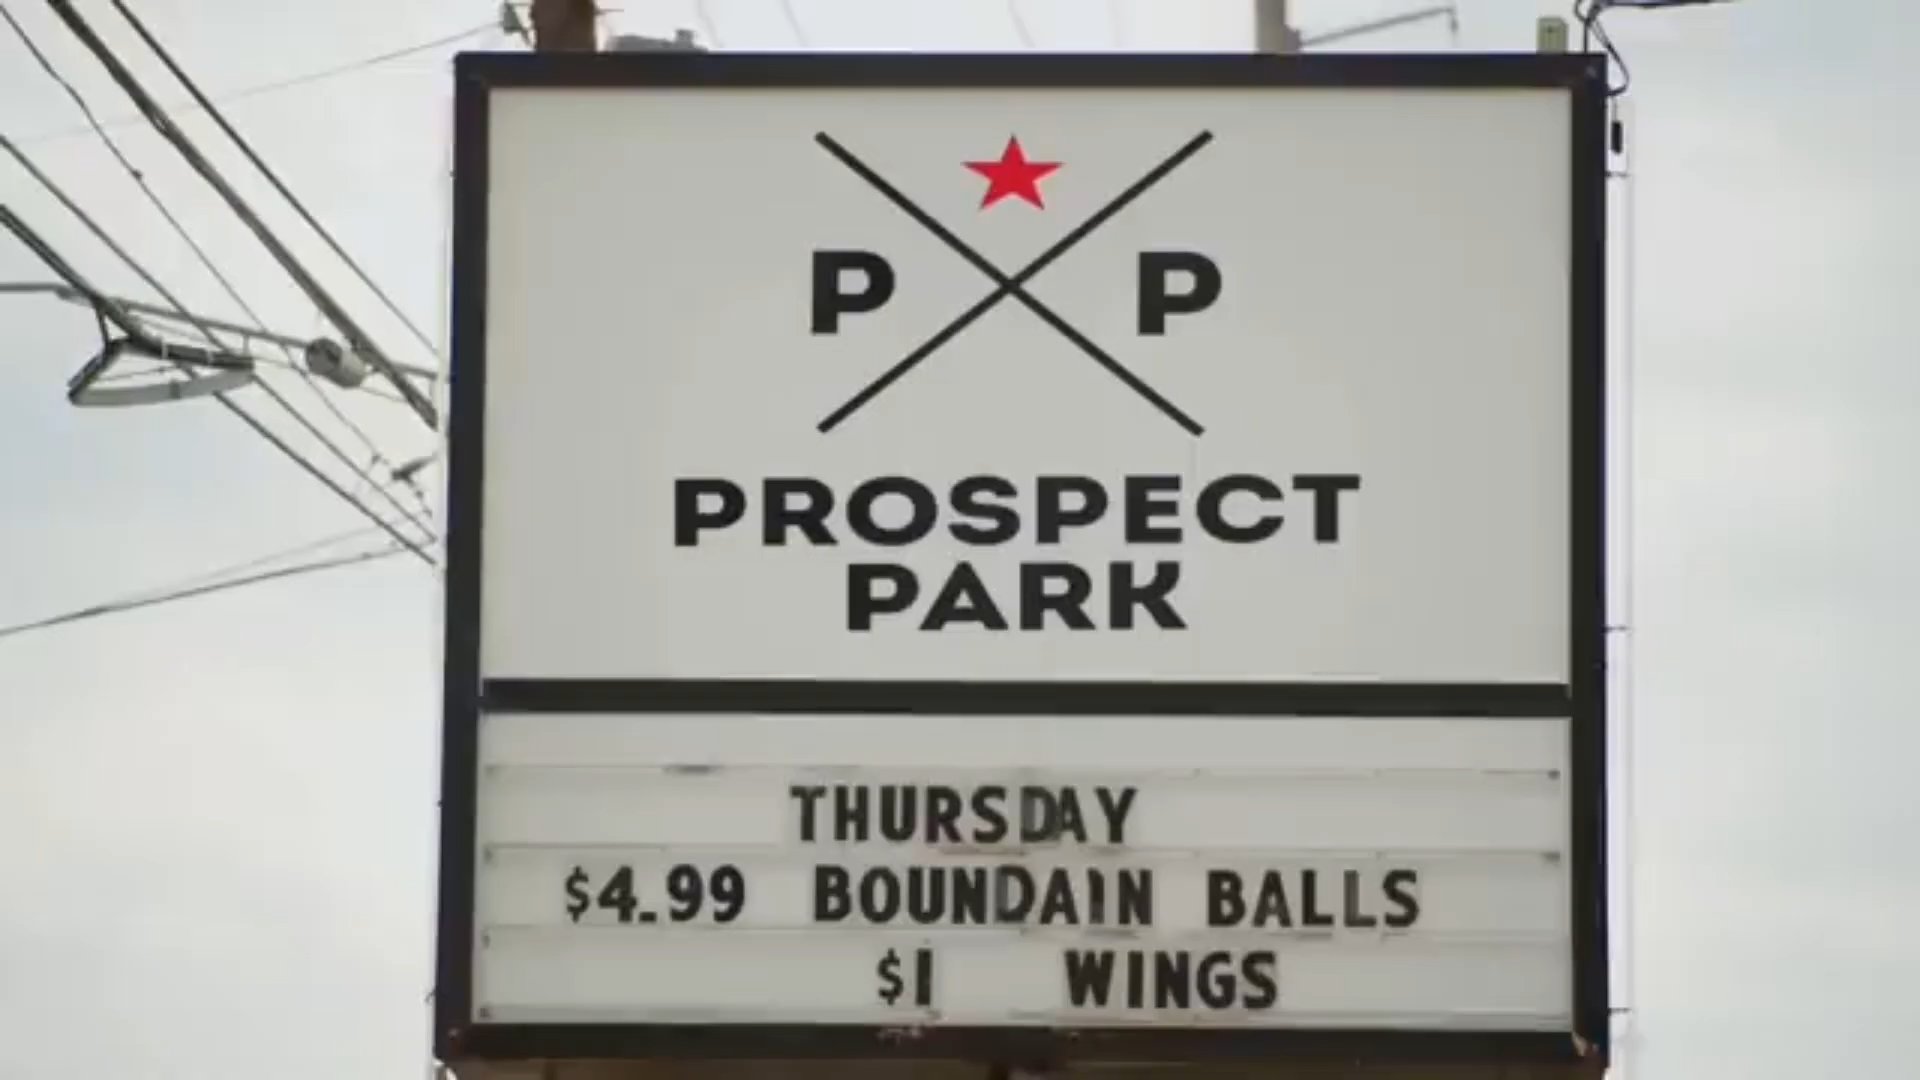 P P
PROSPECT
PARK
THURSDAY
$4.99 BOUNDAIN BALLS
$1 WINGS